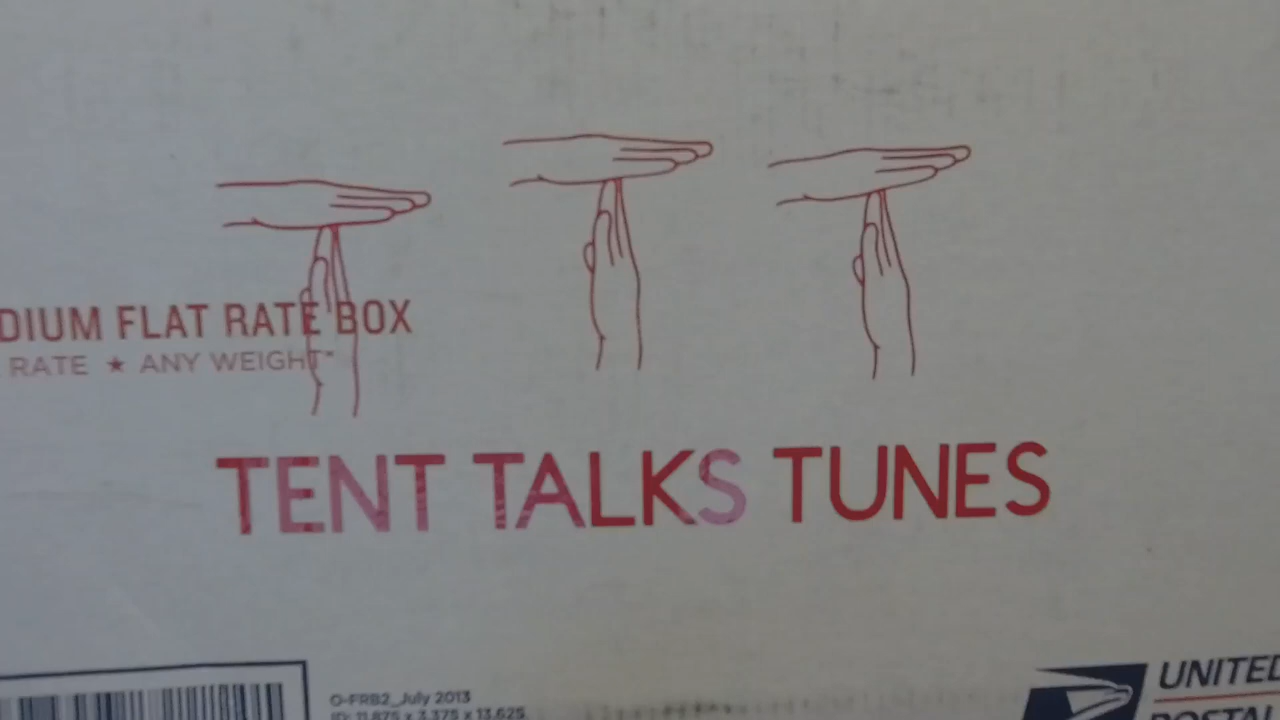 DIUM FLAT RATE BOX
RATE ★ ANY WEIGHT
TENT TALKS TUNES
O-FRB2_July 2013
ID: 11.875 x 3.375 x 13.625
UNITED
POSTAL